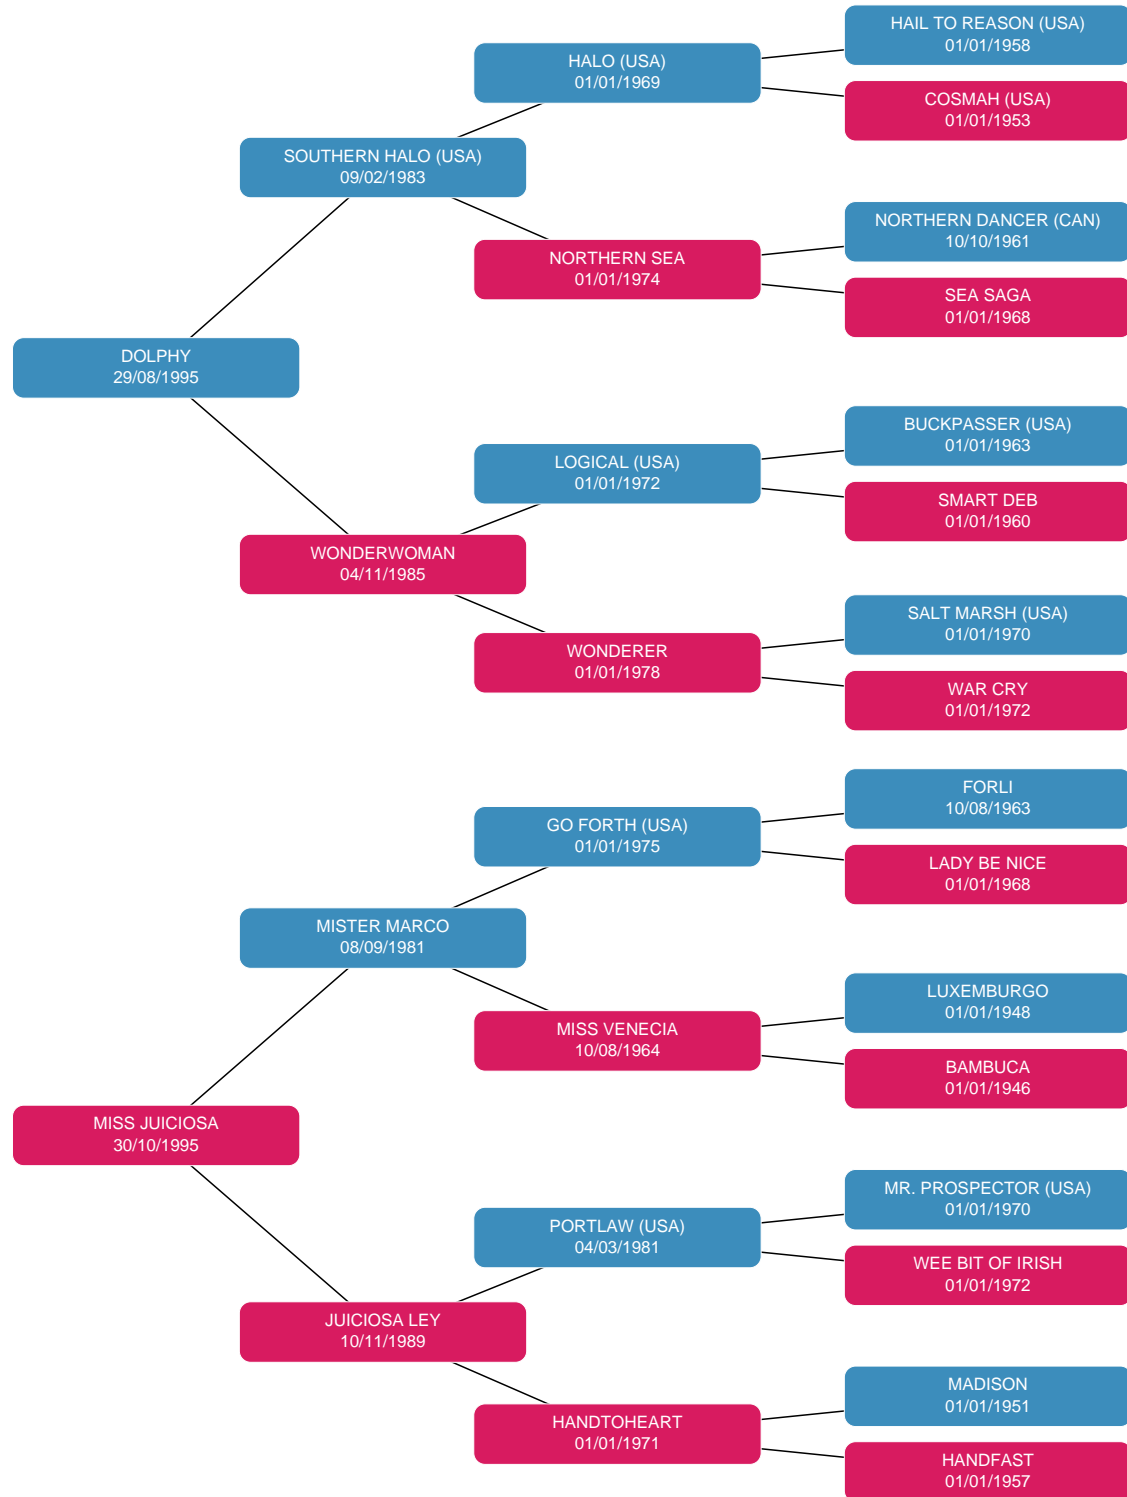 HAIL TO REASON (USA)
01/01/1958
HALO (USA)
01/01/1969
COSMAH (USA)
01/01/1953
SOUTHERN HALO (USA)
09/02/1983
NORTHERN DANCER (CAN)
10/10/1961
NORTHERN SEA
01/01/1974
SEA SAGA
01/01/1968
DOLPHY
29/08/1995
BUCKPASSER (USA)
01/01/1963
LOGICAL (USA)
01/01/1972
SMART DEB
01/01/1960
WONDERWOMAN
04/11/1985
SALT MARSH (USA)
01/01/1970
WONDERER
01/01/1978
WAR CRY
01/01/1972
FORLI
10/08/1963
GO FORTH (USA)
01/01/1975
LADY BE NICE
01/01/1968
MISTER MARCO
08/09/1981
LUXEMBURGO
01/01/1948
MISS VENECIA
10/08/1964
BAMBUCA
01/01/1946
MISS JUICIOSA
30/10/1995
MR. PROSPECTOR (USA)
01/01/1970
PORTLAW (USA)
04/03/1981
WEE BIT OF IRISH
01/01/1972
JUICIOSA LEY
10/11/1989
MADISON
01/01/1951
HANDTOHEART
01/01/1971
HANDFAST
01/01/1957